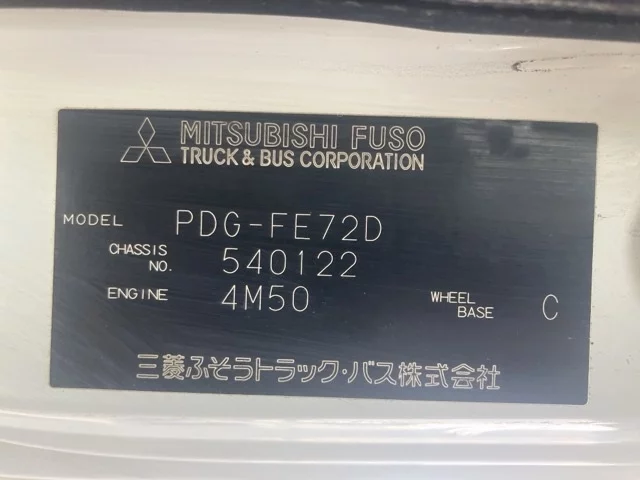 MITSUBISHI FUSO
TRUCK & BUS CORPORATION
MODEL PDG-FE72D
CHASSIS NO. 540122
ENGINE 4M50 WHEEL BASE C
三菱ふそうトラック・バス株式会社